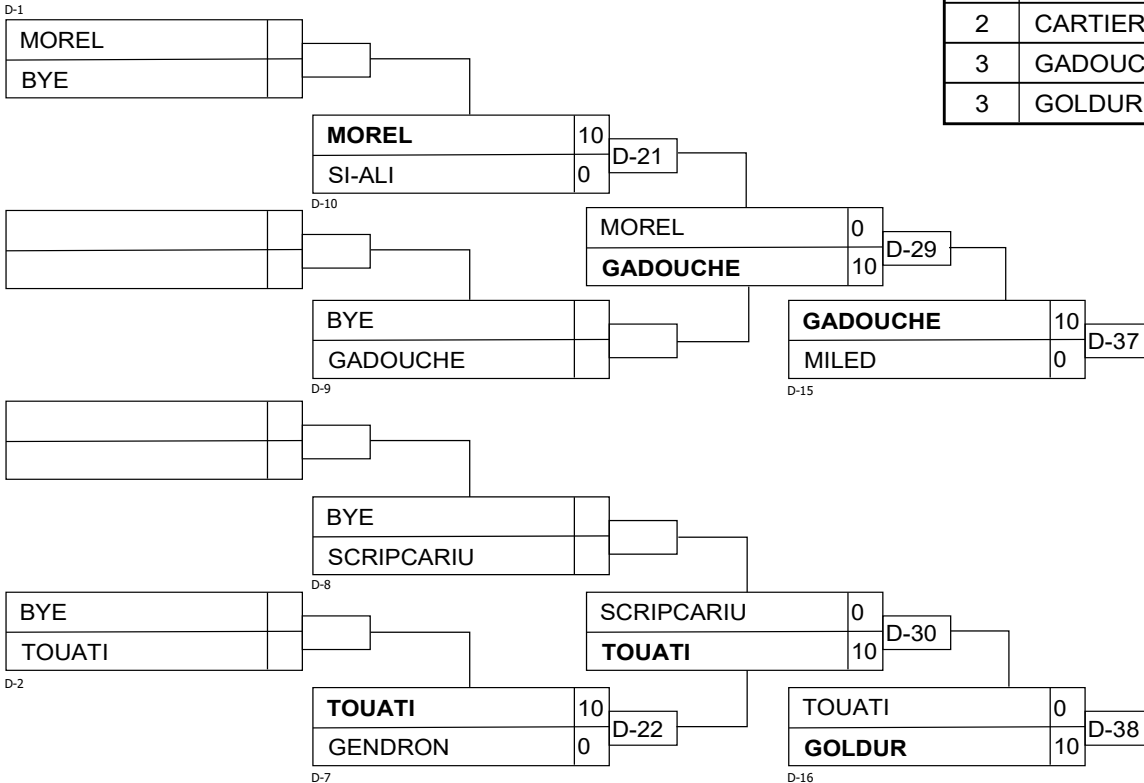 D-1
MOREL
BYE
2 CARTIER
3 GADOUC
3 GOLDUR
MOREL 10
SI-ALI 0
D-21
D-10
MOREL 0
GADOUCHE 10
D-29
BYE
GADOUCHE
D-9
GADOUCHE 10
MILED 0
D-37
D-15
BYE
SCRIPCARIU
D-8
BYE
TOUATI
D-2
SCRIPCARIU 0
TOUATI 10
D-30
TOUATI 10
GENDRON 0
D-22
D-7
TOUATI 0
GOLDUR 10
D-38
D-16